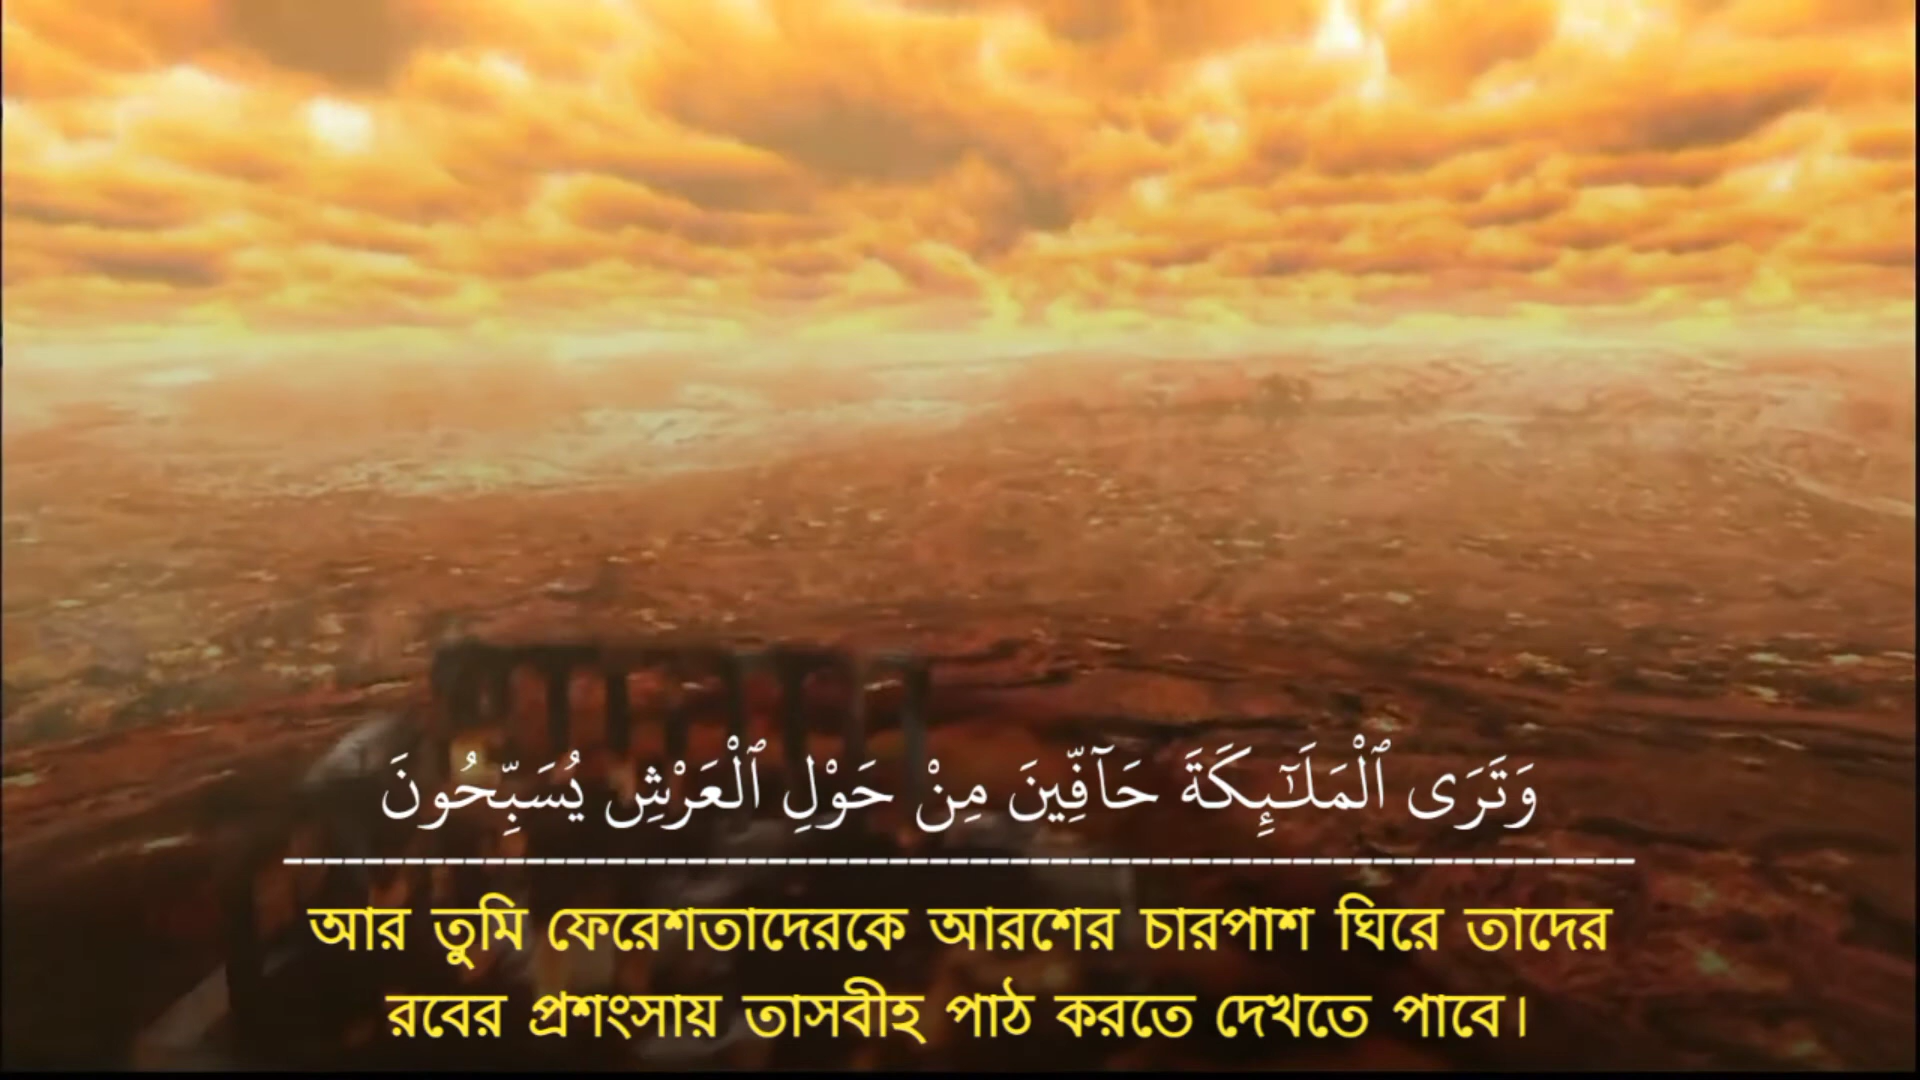 وَتَرَى ٱلْمَلَـٰٓئِكَةَ حَآفِّينَ مِنْ حَوْلِ ٱلْعَرْشِ يُسَبِّحُونَ
আর তুমি ফেরেশতাদেরকে আরশের চারপাশ ঘিরে তাদের
রবের প্রশংসায় তাসবীহ পাঠ করতে দেখতে পাবে।